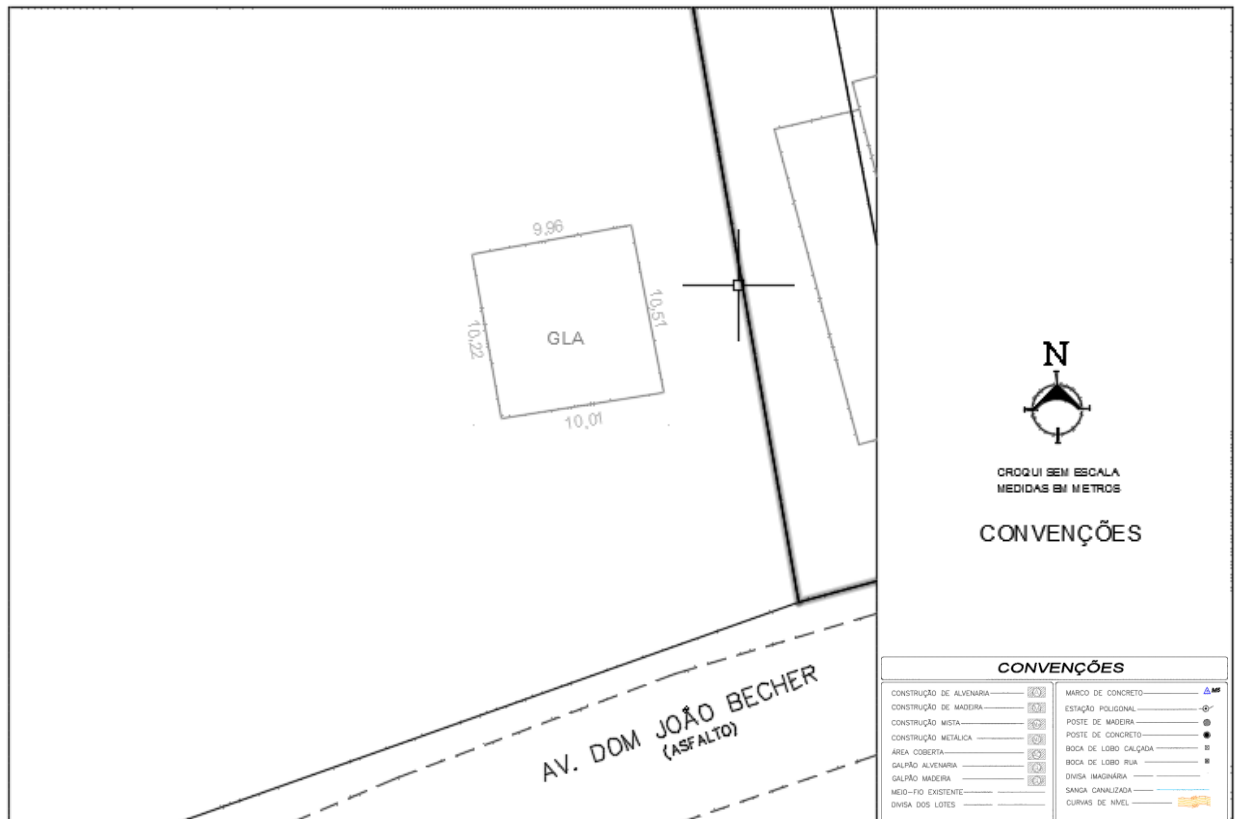 9,96
10,51
10,22
GLA
10,01
AV. DOM JOÃO BECHER
(ASFALTO)
N
CROQUI SEM ESCALA
MEDIDAS EM METROS
CONVENÇÕES
CONVENÇÕES
CONSTRUÇÃO DE ALVENARIA
CONSTRUÇÃO DE MADEIRA
CONSTRUÇÃO MISTA
CONSTRUÇÃO METÁLICA
ÁREA COBERTA
GALPÃO ALVENARIA
GALPÃO MADEIRA
MEIO-FIO EXISTENTE
DIVISA DOS LOTES
MARCO DE CONCRETO
ESTAÇÃO POLIGONAL
POSTE DE MADEIRA
POSTE DE CONCRETO
BOCA DE LOBO CALÇADA
BOCA DE LOBO RUA
DIVISA IMAGINÁRIA
SANGA CANALIZADA
CURVAS DE NÍVEL